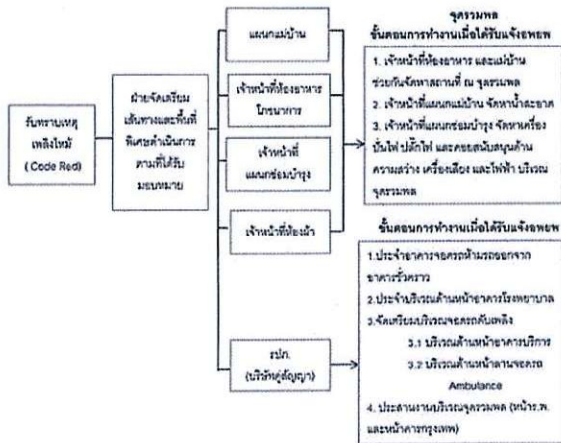 รับทราบเหตุ
เพลิงไหม้
( Code Red)
ฝ่ายจัดเตรียม
เส้นทางและพื้นที่
พิเศษดำเนินการ
ตามที่ได้รับ
มอบหมาย
แผนกแม่บ้าน
เจ้าหน้าที่ห้องอาหาร
โภชนาการ
เจ้าหน้าที่
แผนกซ่อมบำรุง
เจ้าหน้าที่ห้องผ้า
รปภ.
(บริษัทคู่สัญญา)
จุดรวมพล
ขั้นตอนการทำงานเมื่อได้รับแจ้งอพยพ
1. เจ้าหน้าที่ห้องอาหาร และแม่บ้าน
ช่วยกันจัดหาสถานที่ ณ จุดรวมพล
2. เจ้าหน้าที่แผนกแม่บ้าน จัดหาน้ำสะอาด
3. เจ้าหน้าที่แผนกซ่อมบำรุง จัดหาเครื่อง
ปั่นไฟ ปลั๊กไฟ และคอยสนับสนุนด้าน
ความสว่าง เครื่องเสียง และไฟฟ้า บริเวณ
จุดรวมพล
ขั้นตอนการทำงานเมื่อได้รับแจ้งอพยพ
1.ประจำอาคารจอดรถห้ามรถออกจาก
อาคารชั่วคราว
2.ประจำบริเวณด้านหน้าอาคารโรงพยาบาล
3.จัดเตรียมบริเวณจอดรถดับเพลิง
3.1 บริเวณด้านหน้าอาคารบริการ
3.2 บริเวณด้านหน้าลานจอดรถ
Ambulance
4. ประสานงานบริเวณจุดรวมพล (หน้าร.พ.
และหน้าคารกรุงเทพ)